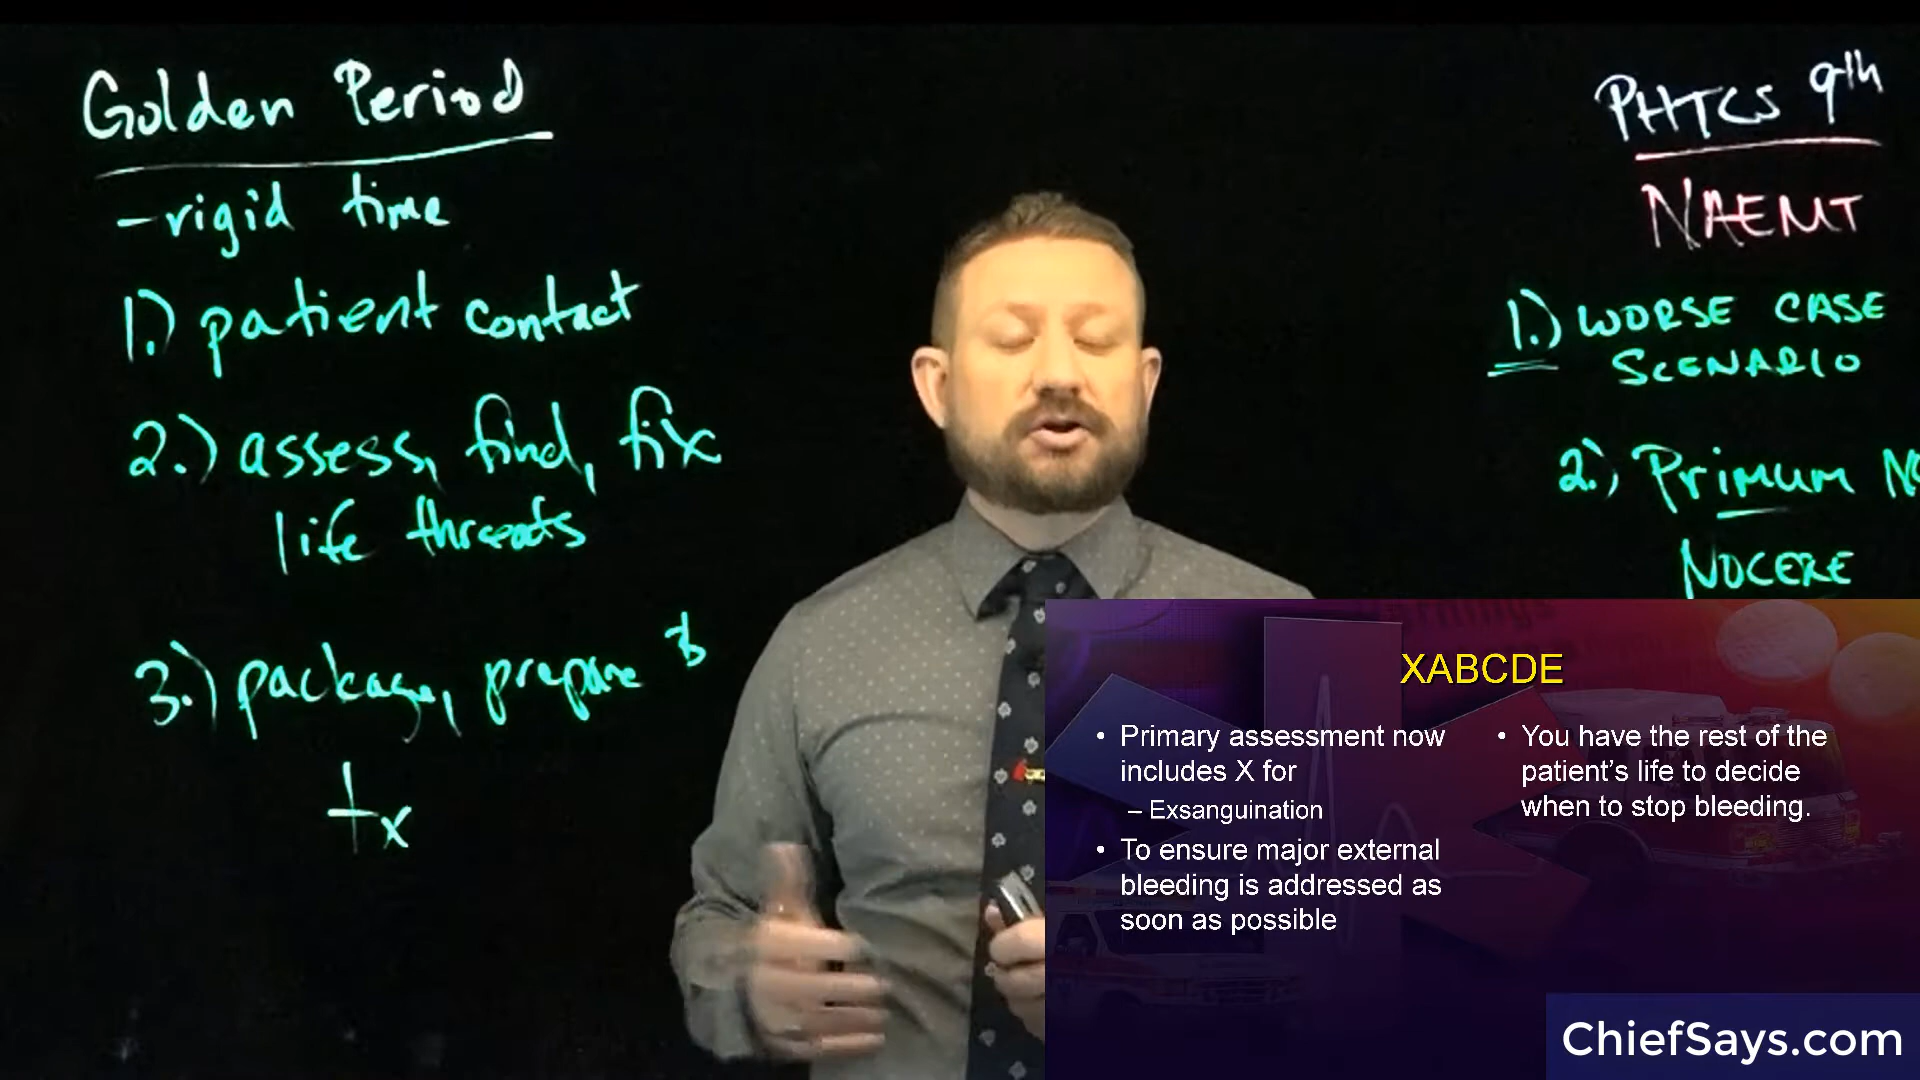 Golden Period
- rigid time
1.) patient contact
2.) assess, find, fix
life threats
3.) package, prepare
tx
PHTCS 9th
NAEMT
1.) WORSE CASE
SCENARIO
2.) Primum
NOCERE
XABCDE
• Primary assessment now
includes X for
– Exsanguination
• To ensure major external
bleeding is addressed as
soon as possible
• You have the rest of the
patient's life to decide
when to stop bleeding.
ChiefSays.com